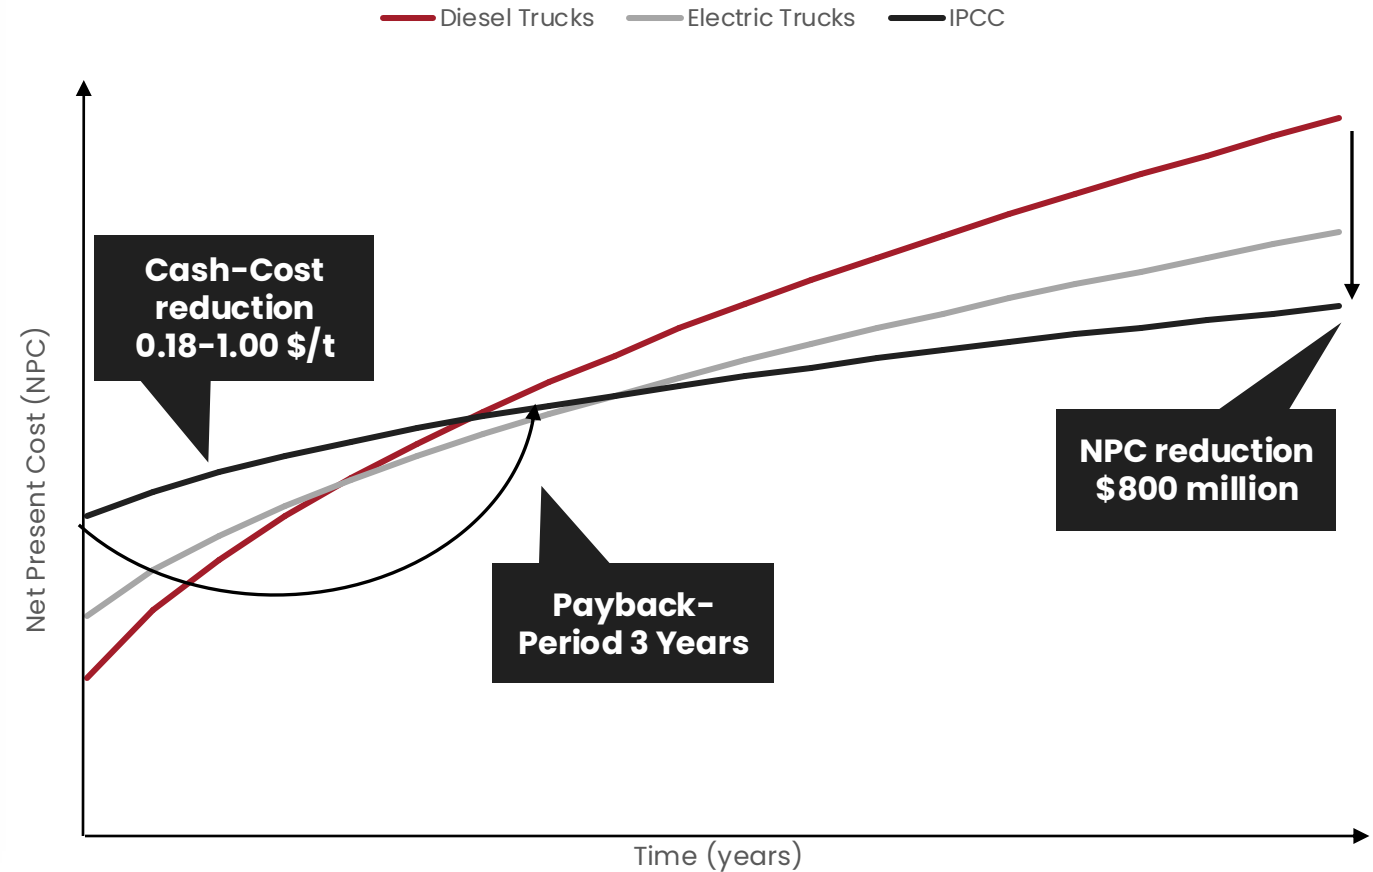 Diesel Trucks
Electric Trucks
IPCC
Cash-Cost
reduction
0.18-1.00 $/t
Net Present Cost (NPC)
NPC reduction
$800 million
Payback-
Period 3 Years
Time (years)